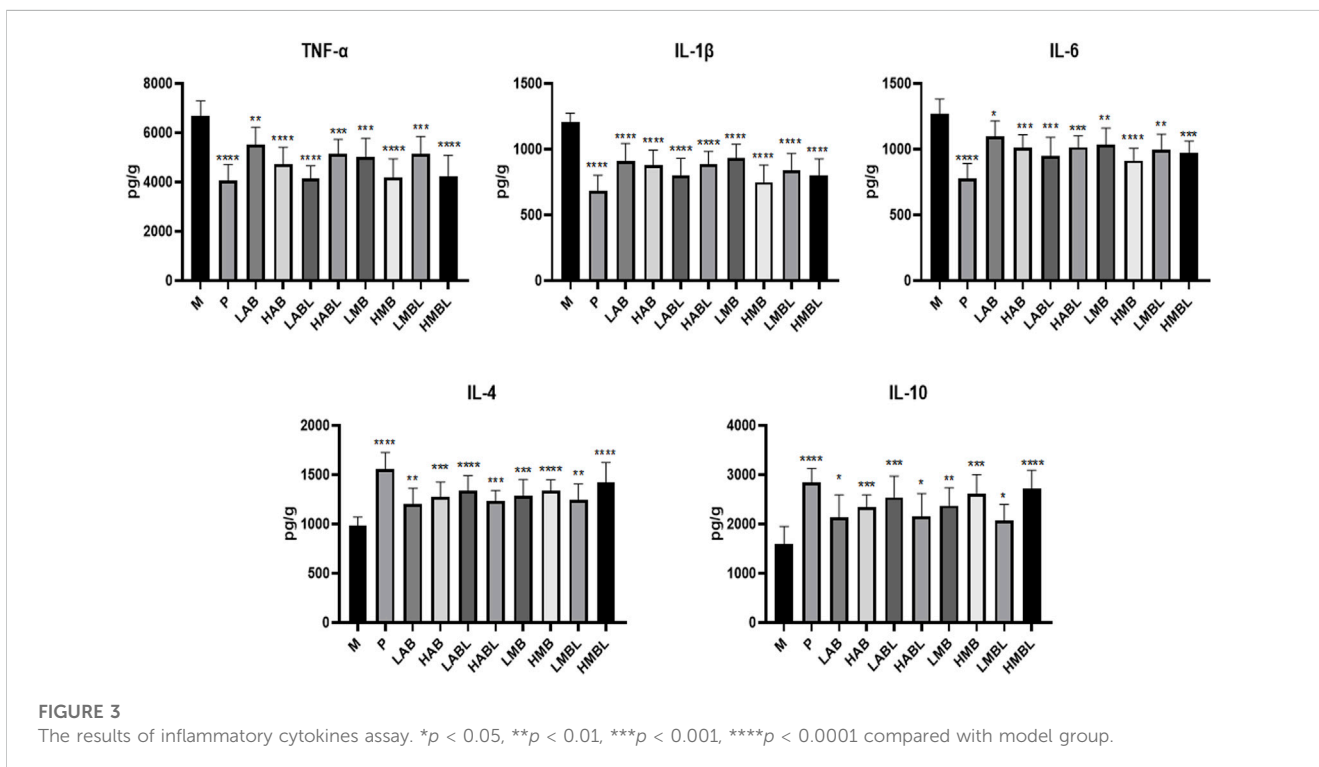 TNF-α
8000
6000
4000
2000
0
pg/g
**
****
****
****
***
***
****
***
****
M
P
LAB
HAB
LABL
HABL
LMB
HMB
LMBL
HMBL
IL-1β
1500
1000
500
0
pg/g
****
****
****
****
****
****
****
****
****
M
P
LAB
HAB
LABL
HABL
LMB
HMB
LMBL
HMBL
IL-6
1500
1000
500
0
pg/g
****
*
***
***
***
**
****
**
***
M
P
LAB
HAB
LABL
HABL
LMB
HMB
LMBL
HMBL
IL-4
2000
1500
1000
500
0
pg/g
****
**
***
****
***
***
****
**
****
M
P
LAB
HAB
LABL
HABL
LMB
HMB
LMBL
HMBL
IL-10
4000
3000
2000
1000
0
pg/g
****
*
***
***
*
**
***
*
****
M
P
LAB
HAB
LABL
HABL
LMB
HMB
LMBL
HMBL
FIGURE 3
The results of inflammatory cytokines assay. *p < 0.05, **p < 0.01, ***p < 0.001, ****p < 0.0001 compared with model group.